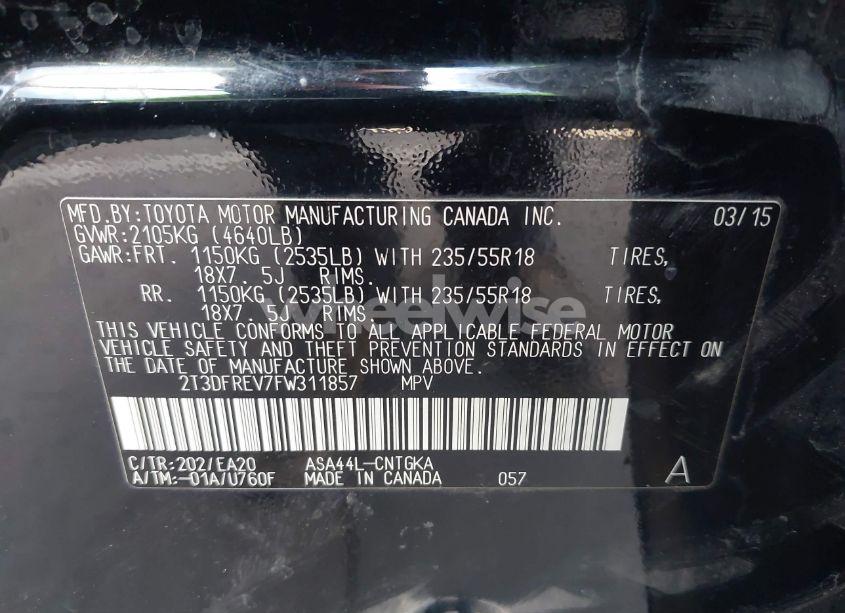 MFD.BY:TOYOTA MOTOR MANUFACTURING CANADA INC. 03/15
GVWR:2105KG (4640LB)
GAWR:FRT. 1150KG (2535LB) WITH 235/55R18 TIRES,
18X7. 5J RIMS.
RR. 1150KG (2535LB) WITH 235/55R18 TIRES,
18X7. 5J RIMS.
wheelwise
THIS VEHICLE CONFORMS TO ALL APPLICABLE FEDERAL MOTOR
VEHICLE SAFETY AND THEFT PREVENTION STANDARDS IN EFFECT ON
THE DATE OF MANUFACTURE SHOWN ABOVE.
2T3DFREV7FW311857 MPV
C/TR:202/EA20 ASA44L-CNTGKA
A/TM:-01A/U760F MADE IN CANADA 057 A